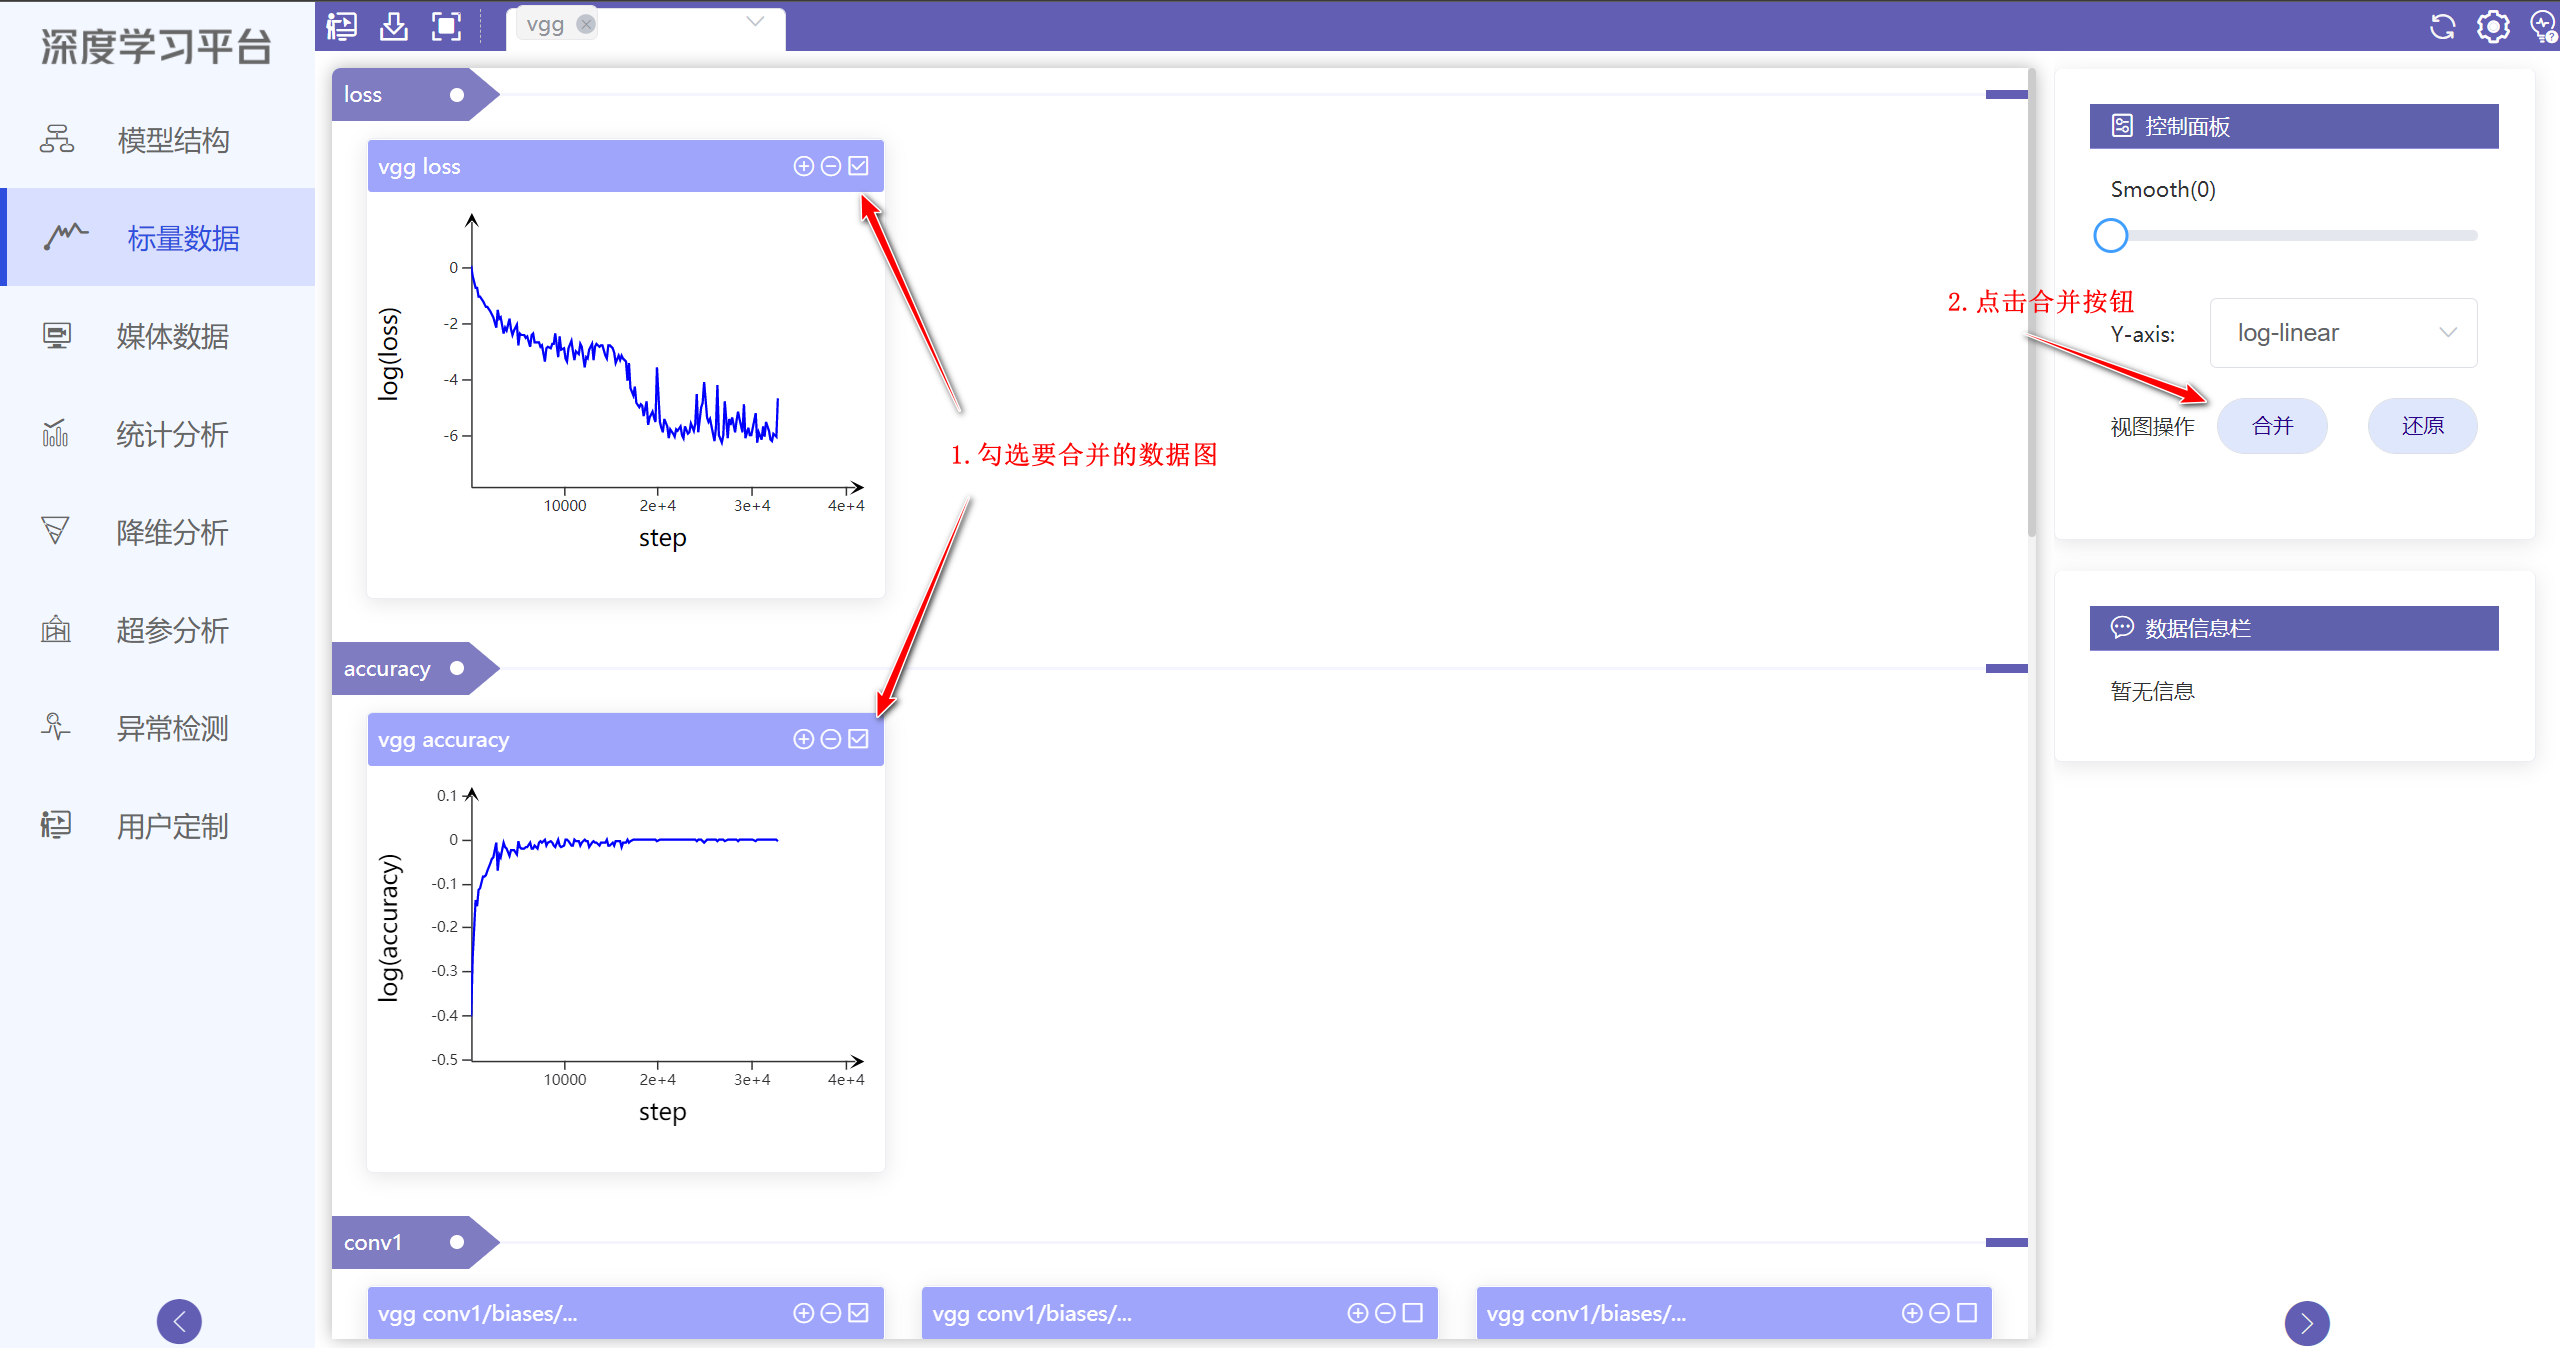 深度学习平台
模型结构
标量数据
媒体数据
统计分析
降维分析
超参分析
异常检测
用户定制
vgg
loss
vgg loss
0
-2
-4
-6
log(loss)
10000 2e+4 3e+4 4e+4
step
1. 勾选要合并的数据图
accuracy
vgg accuracy
0.1
0
-0.1
-0.2
-0.3
-0.4
-0.5
log(accuracy)
10000 2e+4 3e+4 4e+4
step
conv1
vgg conv1/biases/...
vgg conv1/biases/...
vgg conv1/biases/...
控制面板
Smooth(0)
2. 点击合并按钮
Y-axis: log-linear
视图操作 合并 还原
数据信息栏
暂无信息